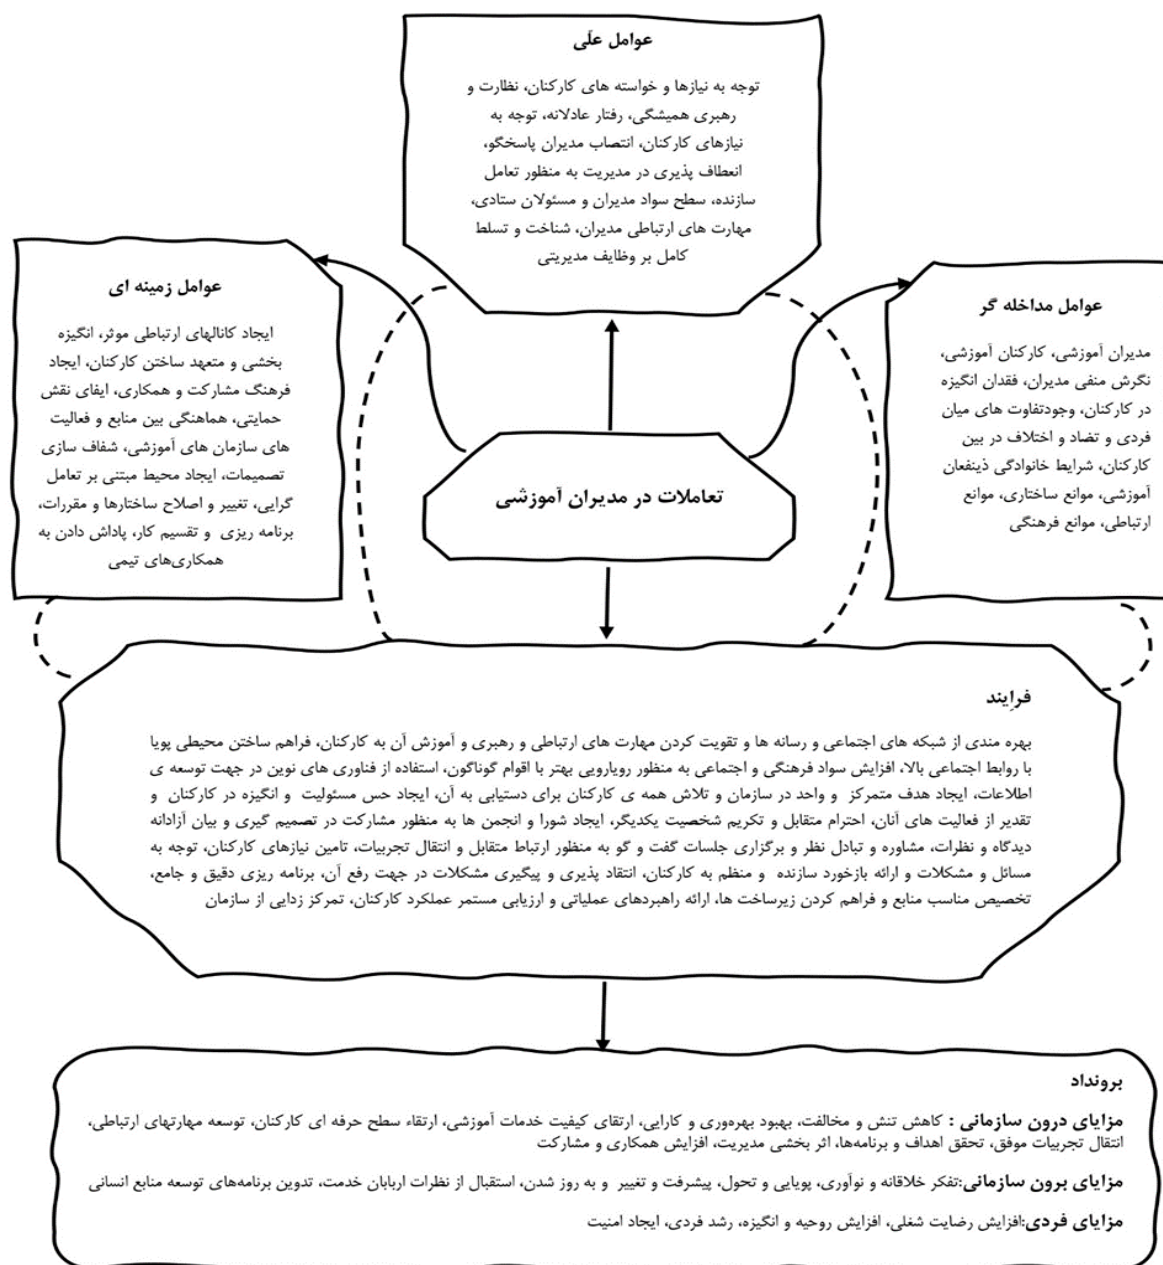 عوامل علّی
توجه به نیازها و خواسته های کارکنان، نظارت و
رهبری همیشگی، رفتار عادلانه، توجه به
نیازهای کارکنان، انتصاب مدیران پاسخگو،
انعطاف پذیری در مدیریت به منظور تعامل
سازنده، سطح سواد مدیران و مسئولان ستادی،
مهارت های ارتباطی مدیران، شناخت و تسلط
کامل بر وظایف مدیریتی
عوامل مداخله گر
مدیران آموزشی، کارکنان آموزشی،
نگرش منفی مدیران، فقدان انگیزه
در کارکنان، وجودتفاوت های میان
فردی و تضاد و اختلاف در بین
کارکنان، شرایط خانوادگی ذینفعان
آموزشی، موانع ساختاری، موانع
ارتباطی، موانع فرهنگی
عوامل زمینه ای
ایجاد کانالهای ارتباطی موثر، انگیزه
بخشی و متعهد ساختن کارکنان، ایجاد
فرهنگ مشارکت و همکاری، ایفای نقش
حمایتی، هماهنگی بین منابع و فعالیت
های سازمان های آموزشی، شفاف سازی
تصمیمات، ایجاد محیط مبتنی بر تعامل
گرایی، تغییر و اصلاح ساختارها و مقررات،
برنامه ریزی و تقسیم کار، پاداش دادن به
همکاری‌های تیمی
تعاملات در مدیران آموزشی
فرایند
بهره مندی از شبکه های اجتماعی و رسانه ها و تقویت کردن مهارت های ارتباطی و رهبری و آموزش آن به کارکنان، فراهم ساختن محیطی پویا
با روابط اجتماعی بالا، افزایش سواد فرهنگی و اجتماعی به منظور رویارویی بهتر با اقوام گوناگون، استفاده از فناوری های نوین در جهت توسعه ی
اطلاعات، ایجاد هدف متمرکز و واحد در سازمان و تلاش همه ی کارکنان برای دستیابی به آن، ایجاد حس مسئولیت و انگیزه در کارکنان و
تقدیر از فعالیت های آنان، احترام متقابل و تکریم شخصیت یکدیگر، ایجاد شورا و انجمن ها به منظور مشارکت در تصمیم گیری و بیان آزادانه
دیدگاه و نظرات، مشاوره و تبادل نظر و برگزاری جلسات گفت و گو به منظور ارتباط متقابل و انتقال تجربیات، تامین نیازهای کارکنان، توجه به
مسائل و مشکلات و ارائه بازخورد سازنده و منظم به کارکنان، انتقاد پذیری و پیگیری مشکلات در جهت رفع آن، برنامه ریزی دقیق و جامع،
تخصیص مناسب منابع و فراهم کردن زیرساخت ها، ارائه راهبردهای عملیاتی و ارزیابی مستمر عملکرد کارکنان، تمرکز زدایی از سازمان
برونداد
مزایای درون سازمانی : کاهش تنش و مخالفت، بهبود بهره‌وری و کارایی، ارتقای کیفیت خدمات آموزشی، ارتقاء سطح حرفه ای کارکنان، توسعه مهارتهای ارتباطی،
انتقال تجربیات موفق، تحقق اهداف و برنامه‌ها، اثر بخشی مدیریت، افزایش همکاری و مشارکت
مزایای برون سازمانی:تفکر خلاقانه و نوآوری، پویایی و تحول، پیشرفت و تغییر و به روز شدن، استقبال از نظرات اربابان خدمت، تدوین برنامه‌های توسعه منابع انسانی
مزایای فردی:افزایش رضایت شغلی، افزایش روحیه و انگیزه، رشد فردی، ایجاد امنیت